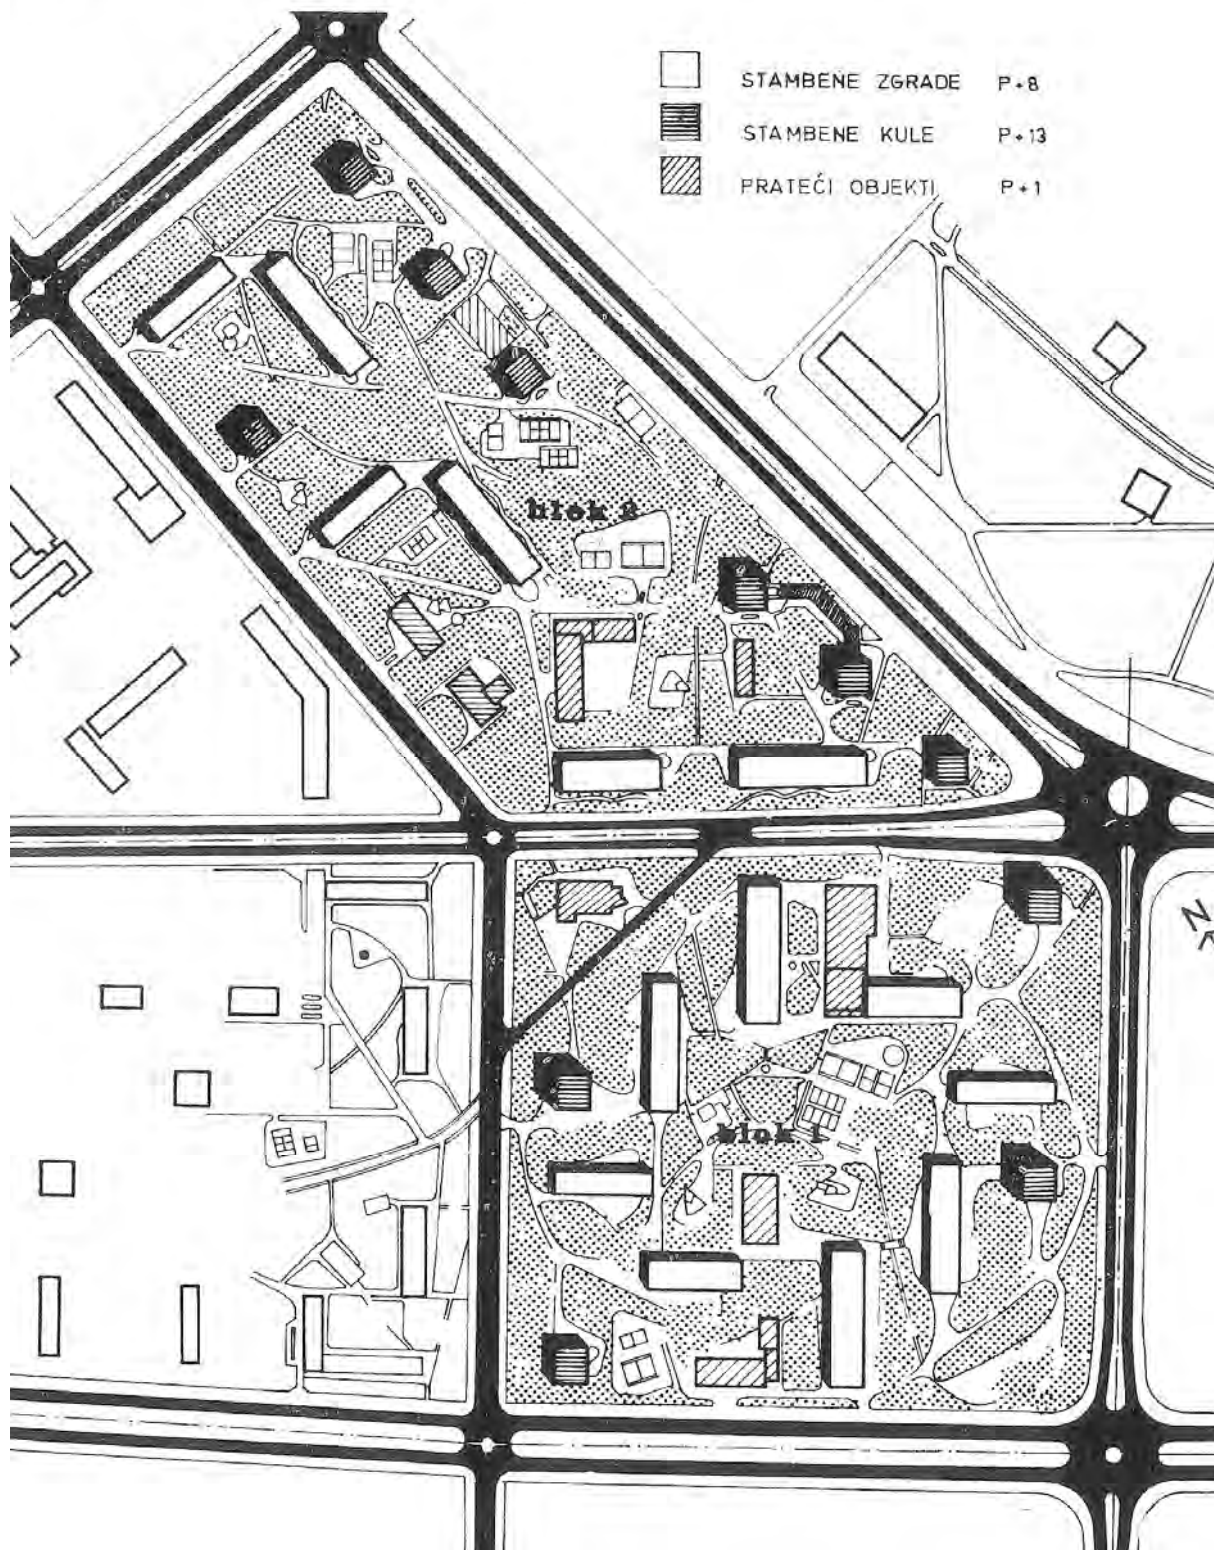 STAMBENE ZGRADE P+8
STAMBENE KULE P+13
PRATEĆI OBJEKTI P+1
blok 2
blok 1
N